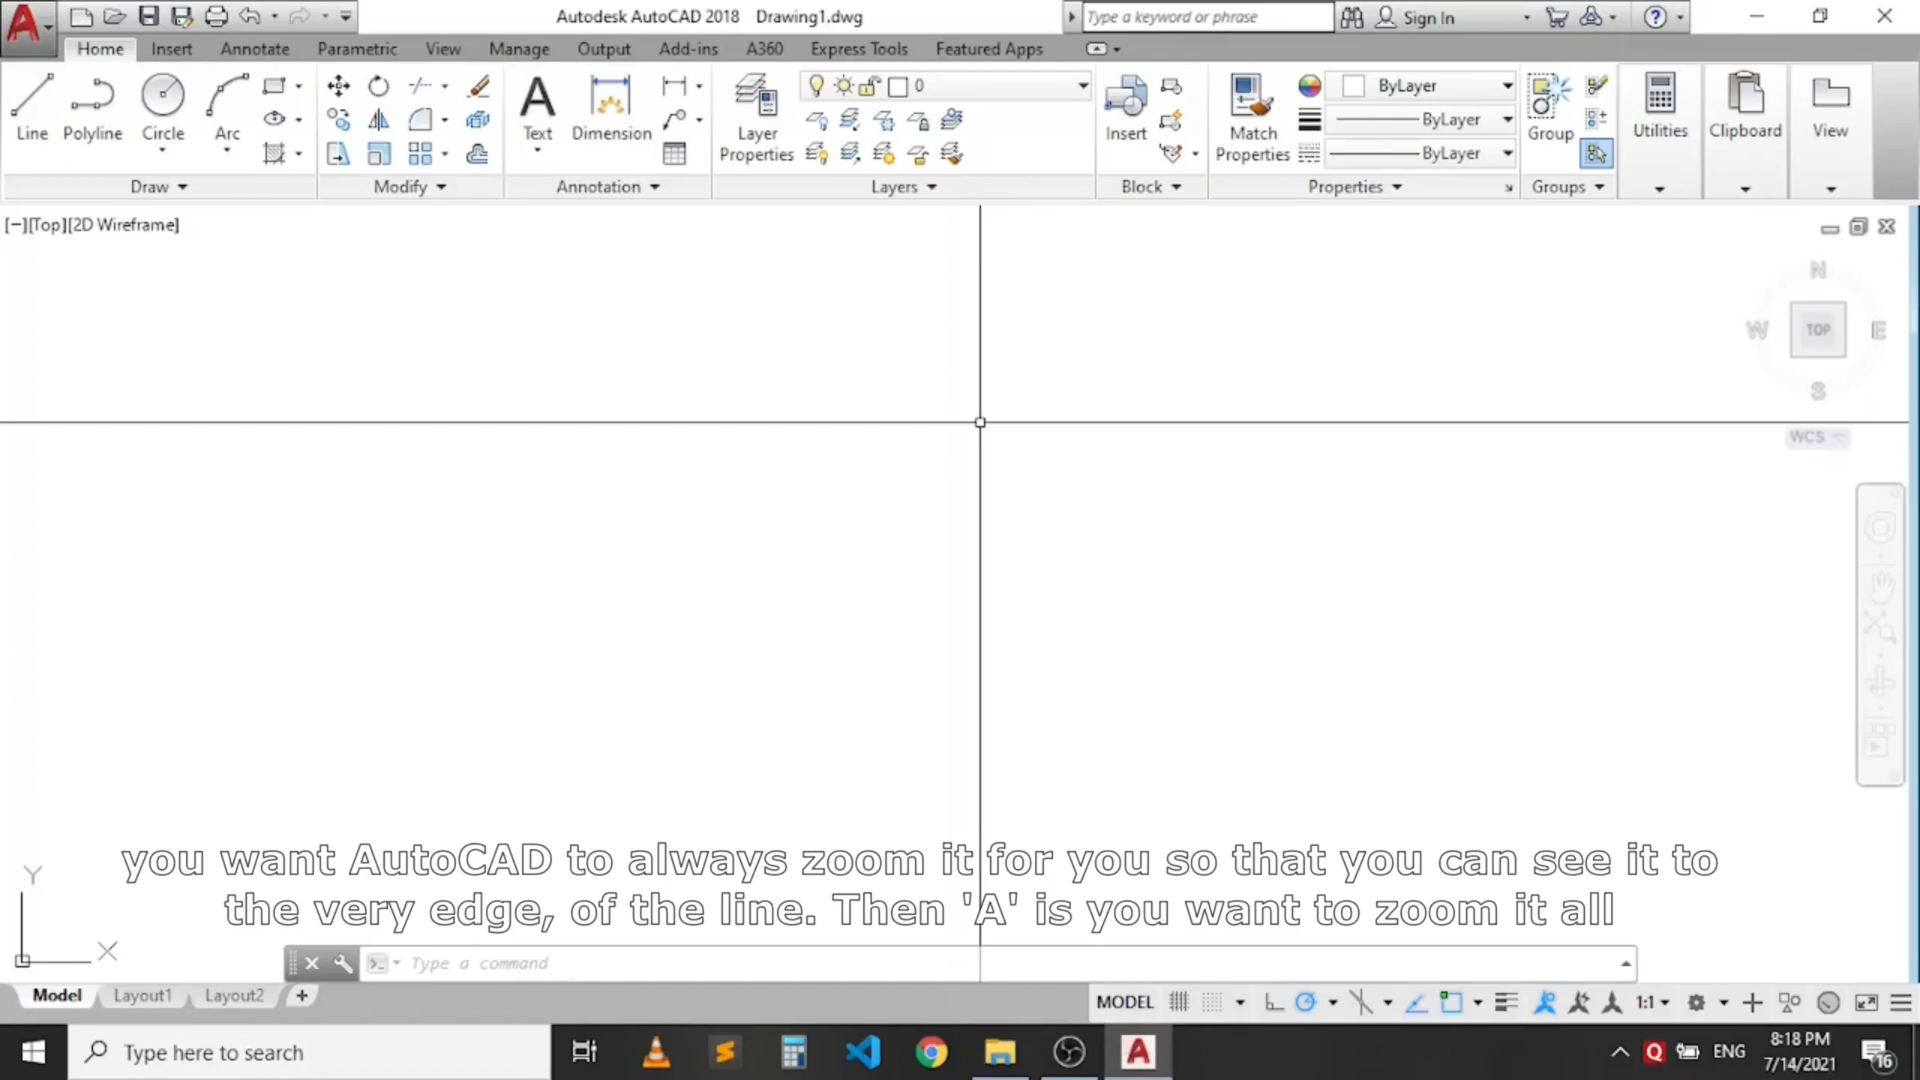 Autodesk AutoCAD 2018 Drawing1.dwg
Type a keyword or phrase
Sign In
Home Insert Annotate Parametric View Manage Output Add-ins A360 Express Tools Featured Apps
Line Polyline Circle Arc
Text Dimension
Layer Properties
0
Insert
Match Properties
ByLayer
ByLayer
ByLayer
Group
Utilities
Clipboard
View
Draw Modify Annotation Layers Block Properties Groups
[−][Top][2D Wireframe]
N
W TOP E
S
WCS
you want AutoCAD to always zoom it for you so that you can see it to
the very edge, of the line. Then 'A' is you want to zoom it all
Y
X
Type a command
Model Layout1 Layout2 +
MODEL
1:1
Type here to search
ENG
8:18 PM
7/14/2021
16